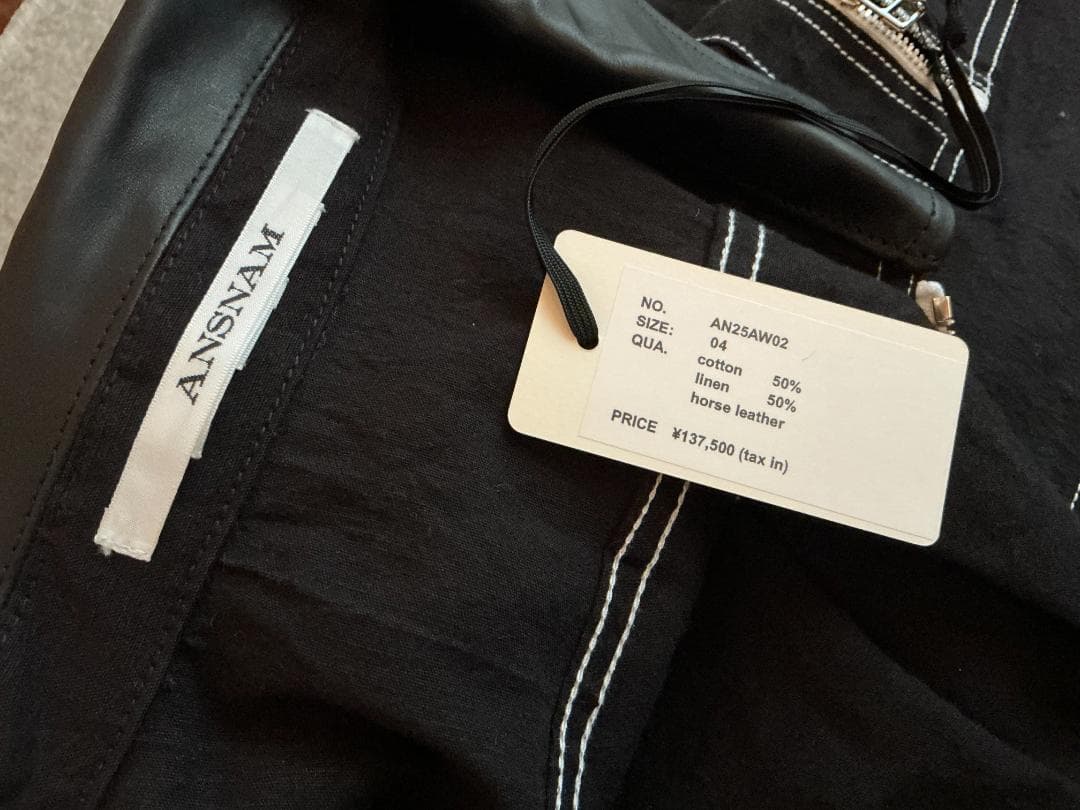 ANSNAM
NO. AN25AW02
SIZE: 04
QUA. cotton 50%
linen 50%
horse leather
PRICE ¥137,500 (tax in)